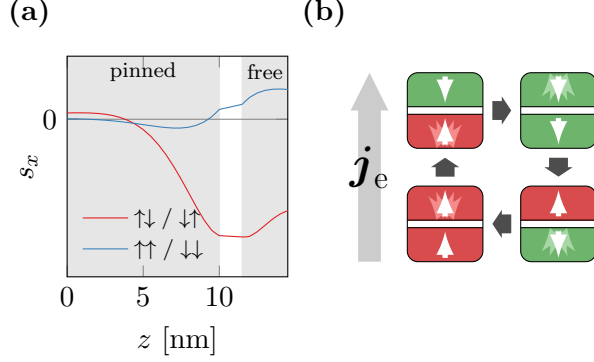 (a)
pinned
free
0
s_x
↑↓ / ↓↑
↑↑ / ↓↓
0 5 10
z [nm]
(b)
j_e